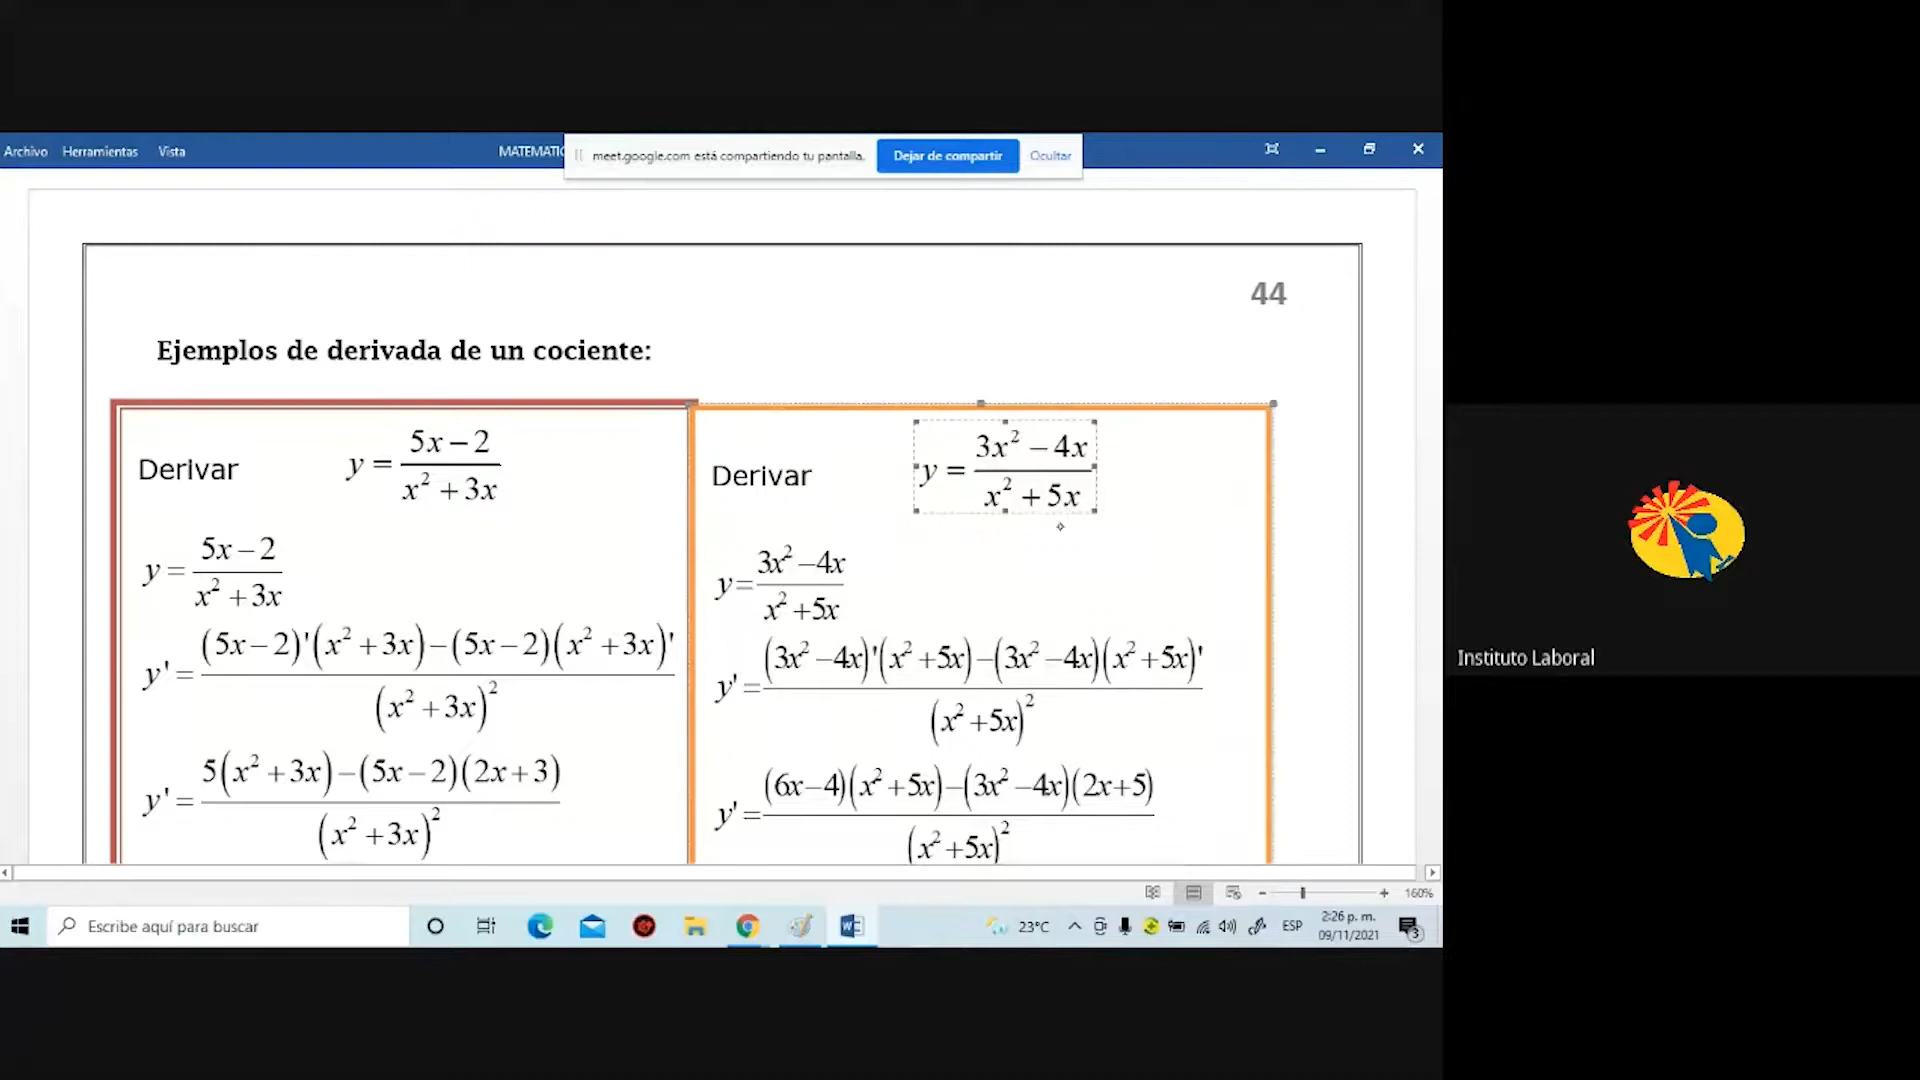 Archivo Herramientas Vista MATEMATIC
meet.google.com está compartiendo tu pantalla. Dejar de compartir Ocultar
44
Ejemplos de derivada de un cociente:
Derivar y = (5x − 2)/(x² + 3x)
y = (5x − 2)/(x² + 3x)
y' = ((5x − 2)'(x² + 3x) − (5x − 2)(x² + 3x)')/(x² + 3x)²
y' = (5(x² + 3x) − (5x − 2)(2x + 3))/(x² + 3x)²
Derivar y = (3x² − 4x)/(x² + 5x)
y = (3x² − 4x)/(x² + 5x)
y' = ((3x² − 4x)'(x² + 5x) − (3x² − 4x)(x² + 5x)')/(x² + 5x)²
y' = ((6x − 4)(x² + 5x) − (3x² − 4x)(2x + 5))/(x² + 5x)²
Instituto Laboral
160%
Escribe aquí para buscar
23°C
ESP
2:26 p. m.
09/11/2021
3